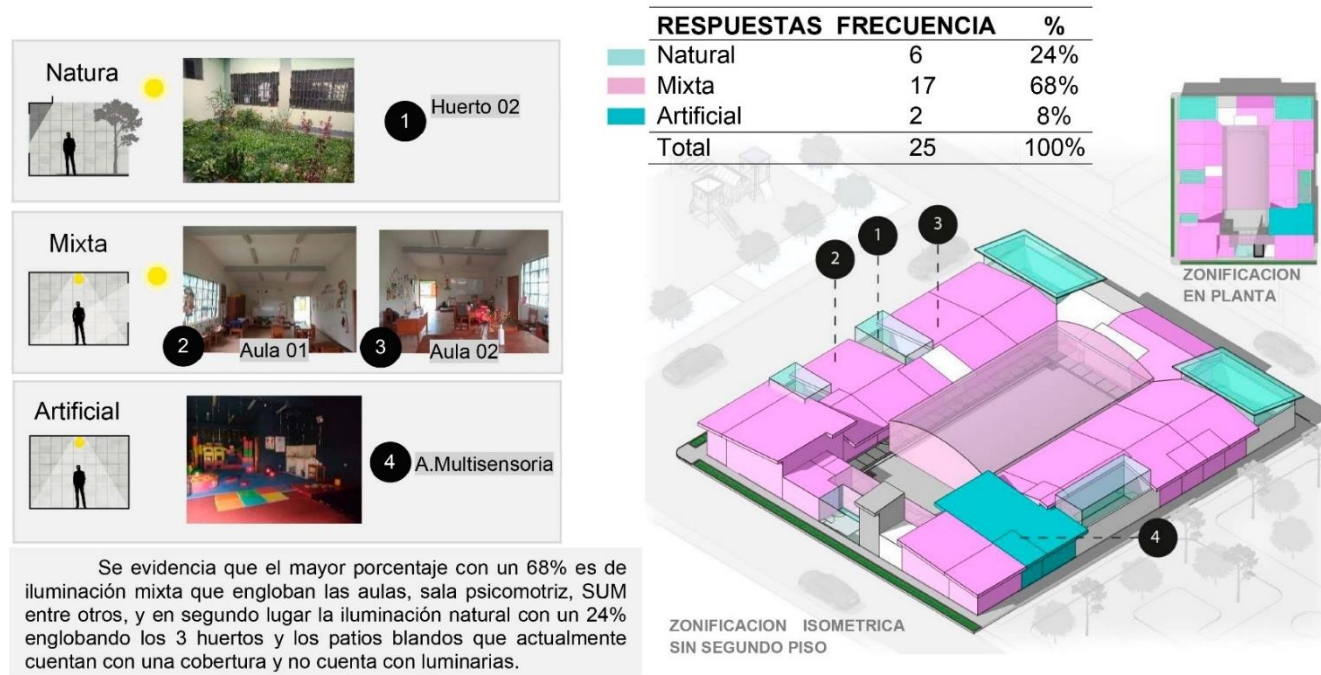 Natura
1 Huerto 02
Mixta
2 Aula 01
3 Aula 02
Artificial
4 A.Multisensoria
Se evidencia que el mayor porcentaje con un 68% es de
iluminación mixta que engloban las aulas, sala psicomotriz, SUM
entre otros, y en segundo lugar la iluminación natural con un 24%
englobando los 3 huertos y los patios blandos que actualmente
cuentan con una cobertura y no cuenta con luminarias.
RESPUESTAS FRECUENCIA %
Natural 6 24%
Mixta 17 68%
Artificial 2 8%
Total 25 100%
ZONIFICACION
EN PLANTA
3
1
2
4
ZONIFICACION ISOMETRICA
SIN SEGUNDO PISO